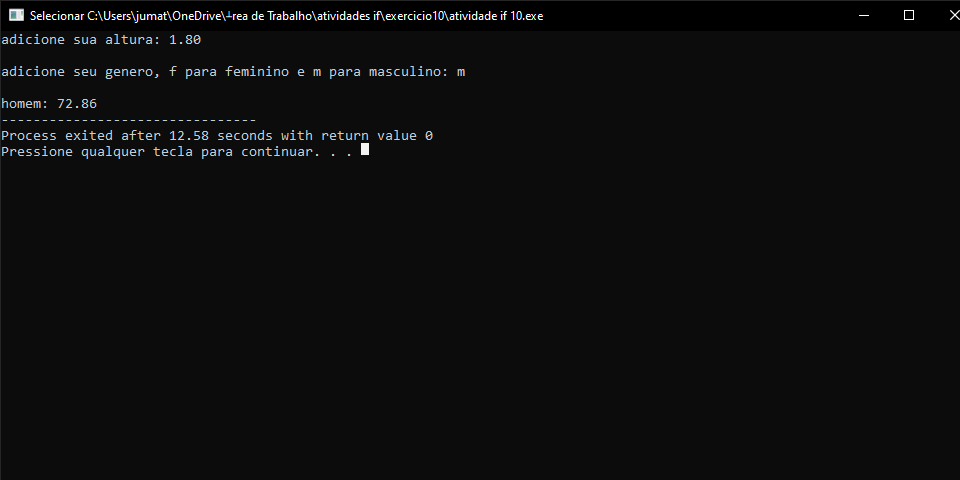 Selecionar C:\Users\jumat\OneDrive\┴rea de Trabalho\atividades if\exercicio10\atividade if 10.exe
adicione sua altura: 1.80
adicione seu genero, f para feminino e m para masculino: m
homem: 72.86
--------------------------------
Process exited after 12.58 seconds with return value 0
Pressione qualquer tecla para continuar. . .